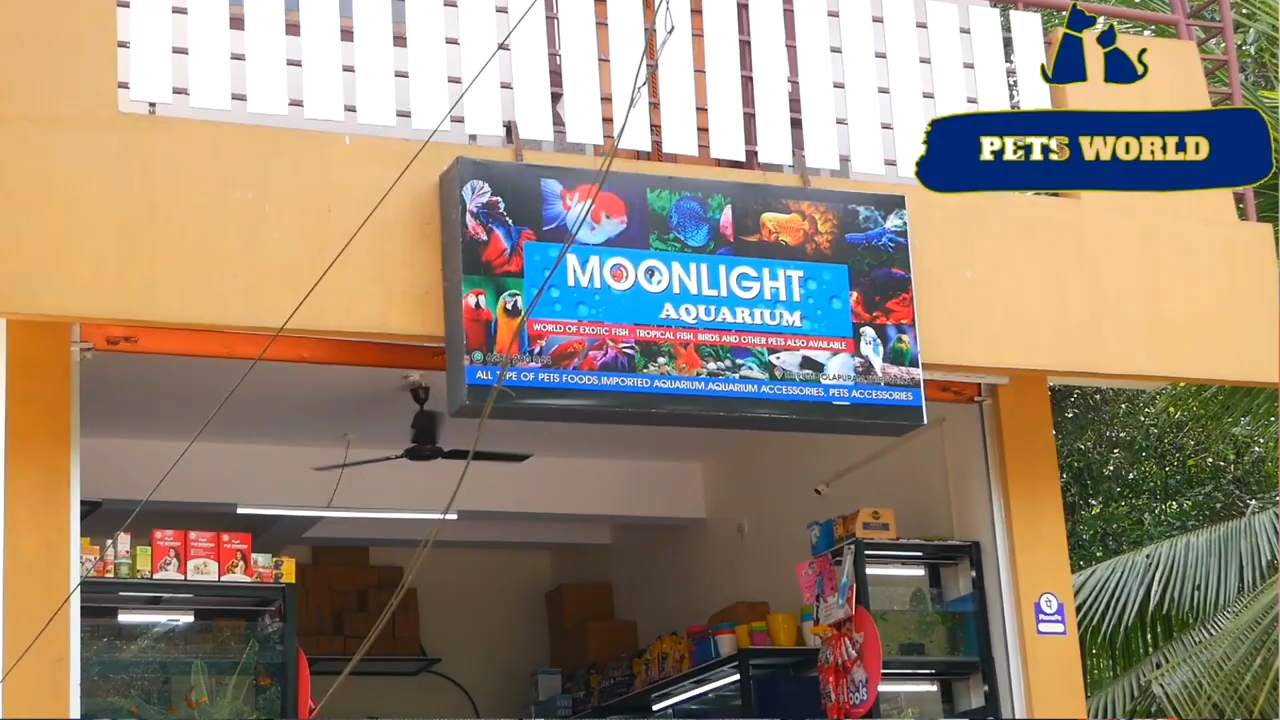 PETS WORLD
MOONLIGHT
AQUARIUM
WORLD OF EXOTIC FISH , TROPICAL FISH, BIRDS AND OTHER PETS ALSO AVAILABLE
ALL TYPE OF PETS FOODS,IMPORTED AQUARIUM,AQUARIUM ACCESSORIES, PETS ACCESSORIES
पे
PhonePe